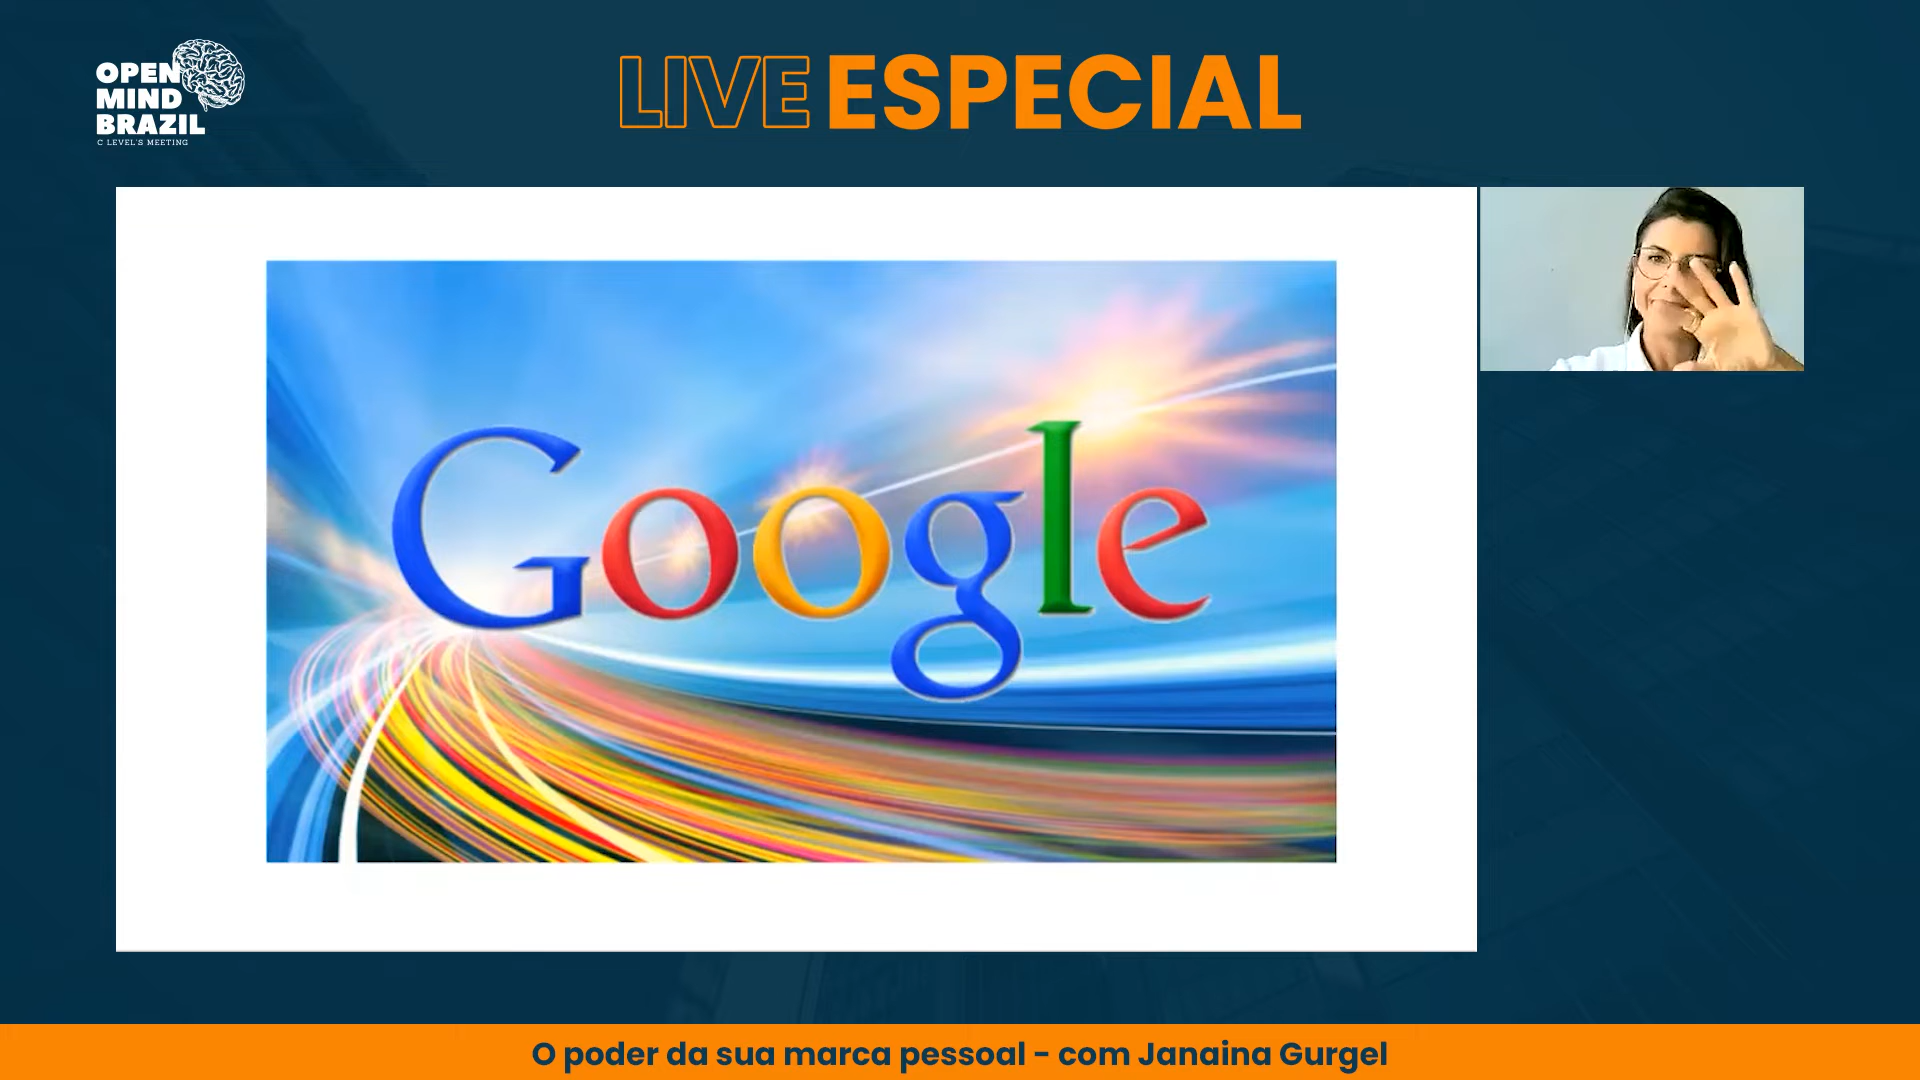 OPEN
MIND
BRAZIL
C LEVEL'S MEETING
LIVE ESPECIAL
Google
O poder da sua marca pessoal - com Janaina Gurgel